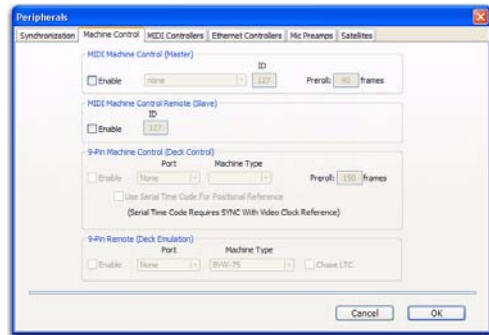 Peripherals
Synchronization Machine Control MIDI Controllers Ethernet Controllers Mic Preamps Satellites
MIDI Machine Control (Master)
ID
Enable none 127 Preroll: 90 frames
MIDI Machine Control Remote (Slave)
ID
Enable 127
9-Pin Machine Control (Deck Control)
Port Machine Type
Enable None Preroll: 150 frames
Use Serial Time Code For Positional Reference
(Serial Time Code Requires SYNC With Video Clock Reference)
9-Pin Remote (Deck Emulation)
Port Machine Type
Enable None BVW-75 Chase LTC
Cancel OK